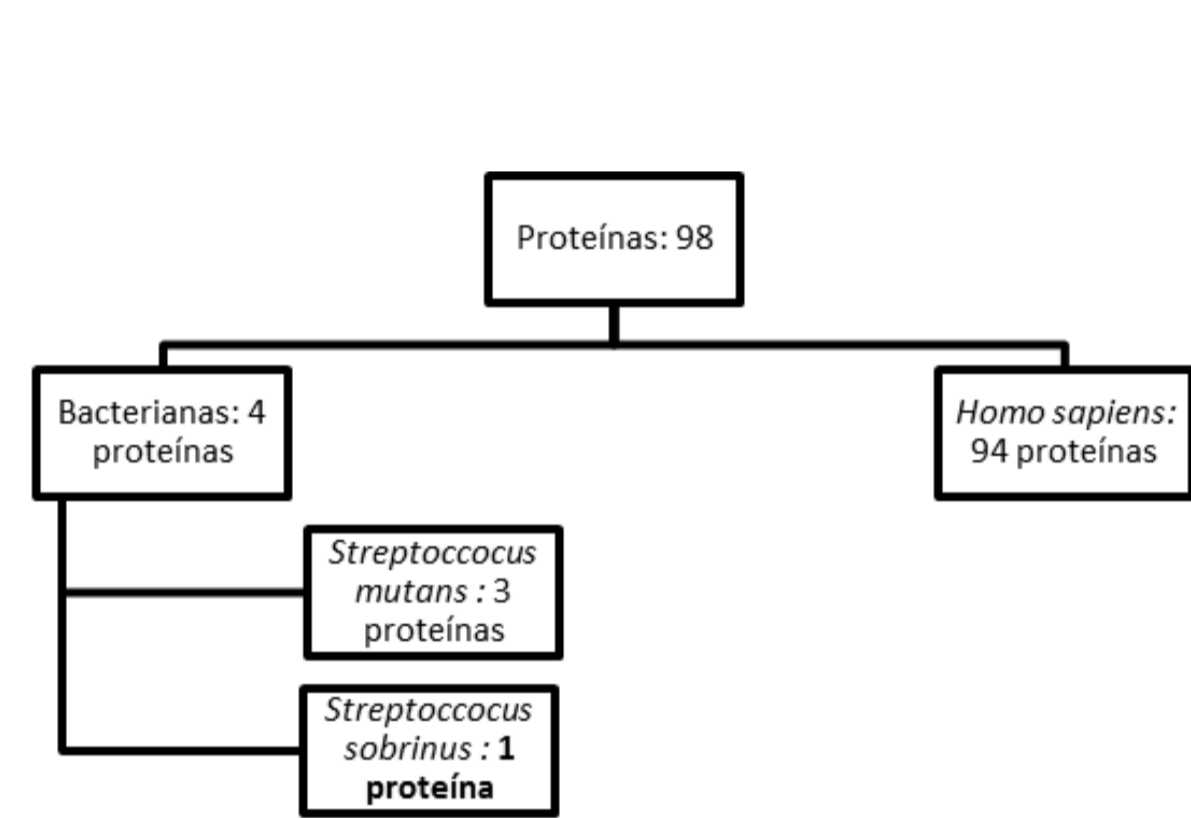 Proteínas: 98
Bacterianas: 4
proteínas
Homo sapiens:
94 proteínas
Streptoccocus
mutans : 3
proteínas
Streptoccocus
sobrinus : 1
proteína